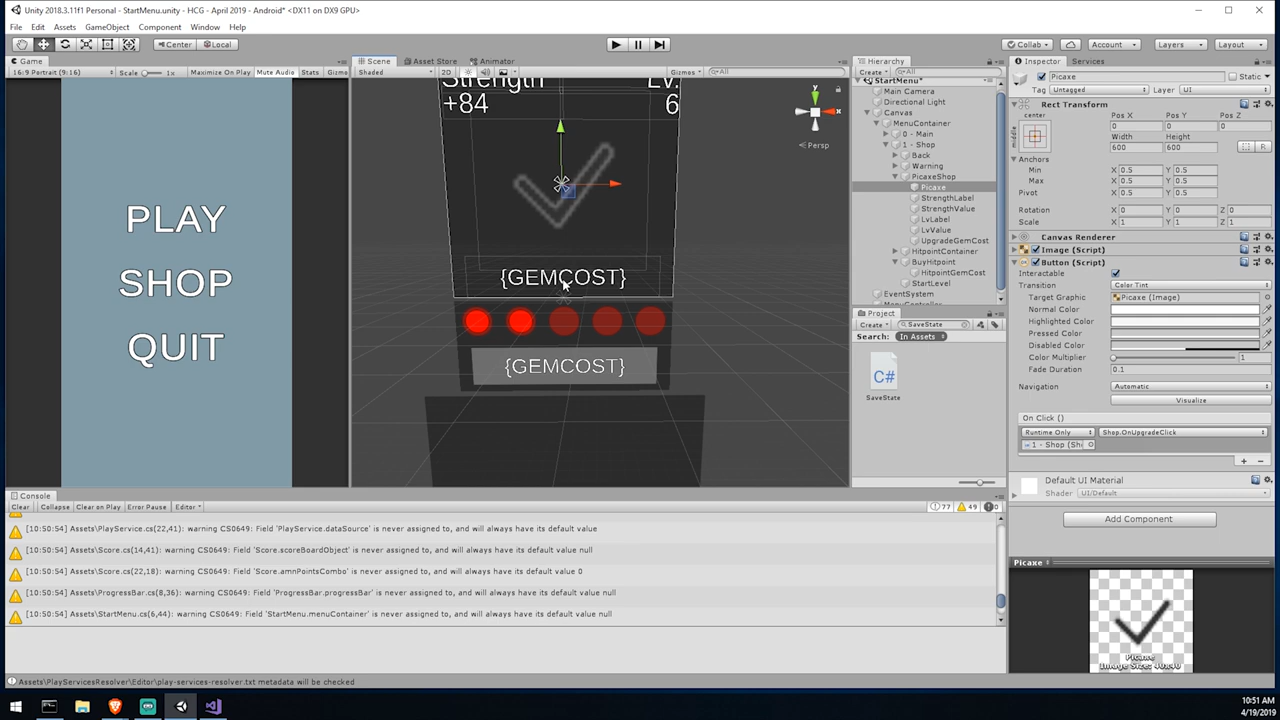 Unity 2018.3.11f1 Personal - StartMenu.unity - HCG - April 2019 - Android* <DX11 on DX9 GPU>
File Edit Assets GameObject Component Window Help
Center Local
Collab Account Layers Layout
Game
16:9 Portrait (9:16) Scale Maximize On Play Mute Audio Stats Gizmos
PLAY
SHOP
QUIT
Scene Asset Store Animator
Shaded 2D Gizmos All
Strength Lv.
+84 6
{GEMCOST}
{GEMCOST}
y
x
Persp
Hierarchy
Create All
StartMenu*
Main Camera
Directional Light
Canvas
MenuContainer
0 - Main
1 - Shop
Back
Warning
PicaxeShop
Picaxe
StrengthLabel
StrengthValue
LvLabel
LvValue
UpgradeGemCost
HitpointContainer
BuyHitpoint
HitpointGemCost
StartLevel
EventSystem
MenuController
Project
Create SaveState
Search: In Assets
C#
SaveState
Inspector Services
Picaxe Static
Tag Untagged Layer UI
Rect Transform
center Pos X Pos Y Pos Z
middle 0 0 0
Width Height
600 600 R
Anchors
Min X 0.5 Y 0.5
Max X 0.5 Y 0.5
Pivot X 0.5 Y 0.5
Rotation X 0 Y 0 Z 0
Scale X 1 Y 1 Z 1
Canvas Renderer
Image (Script)
Button (Script)
Interactable
Transition Color Tint
Target Graphic Picaxe (Image)
Normal Color
Highlighted Color
Pressed Color
Disabled Color
Color Multiplier 1
Fade Duration 0.1
Navigation Automatic
Visualize
On Click ()
Runtime Only Shop.OnUpgradeClick
1 - Shop (Sh
Default UI Material
Shader UI/Default
Add Component
Picaxe
Picaxe
Image Size: 40x40
Console
Clear Collapse Clear on Play Error Pause Editor 77 49 0
[10:50:54] Assets\PlayService.cs(22,41): warning CS0649: Field 'PlayService.dataSource' is never assigned to, and will always have its default value
[10:50:54] Assets\Score.cs(14,41): warning CS0649: Field 'Score.scoreBoardObject' is never assigned to, and will always have its default value null
[10:50:54] Assets\Score.cs(22,18): warning CS0649: Field 'Score.amnPointsCombo' is never assigned to, and will always have its default value 0
[10:50:54] Assets\ProgressBar.cs(8,36): warning CS0649: Field 'ProgressBar.progressBar' is never assigned to, and will always have its default value null
[10:50:54] Assets\StartMenu.cs(6,44): warning CS0649: Field 'StartMenu.menuContainer' is never assigned to, and will always have its default value null
Assets\PlayServicesResolver\Editor\play-services-resolver.txt metadata will be checked
10:51 AM
4/19/2019